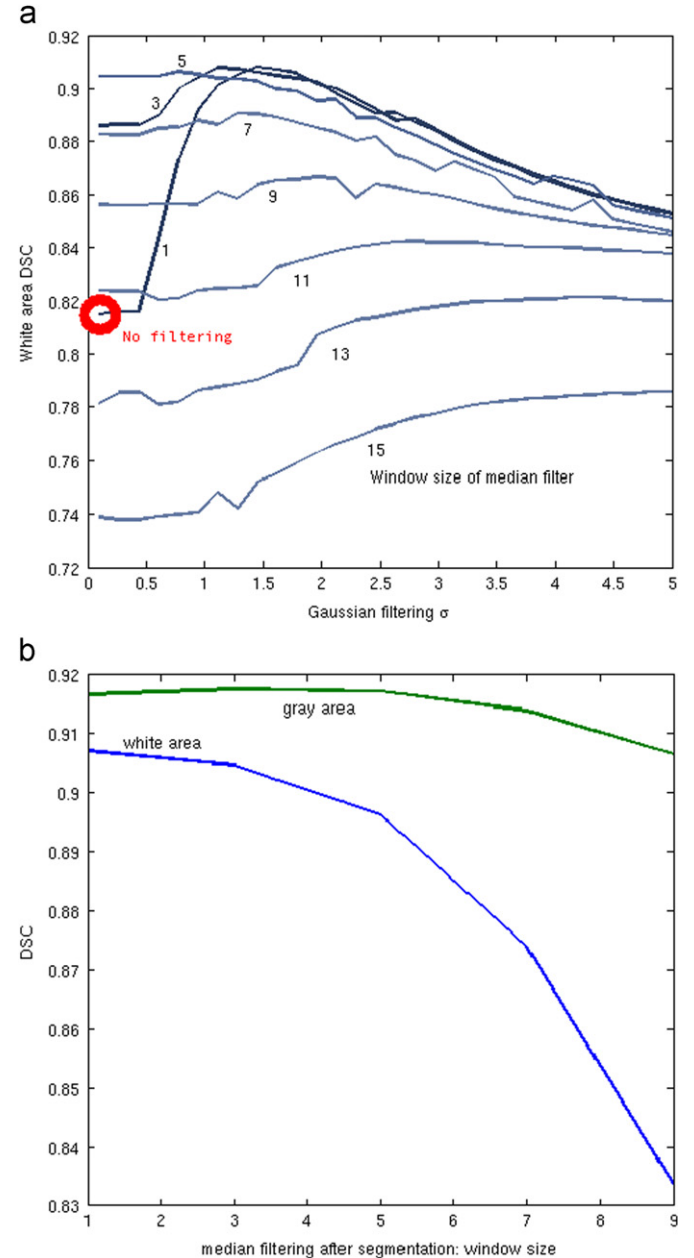 a
0.92
0.9
0.88
0.86
0.84
0.82
0.8
0.78
0.76
0.74
0.72
White area DSC
5
3
7
9
1
11
No filtering
13
15
Window size of median filter
0 0.5 1 1.5 2 2.5 3 3.5 4 4.5 5
Gaussian filtering σ
b
0.92
0.91
0.9
0.89
0.88
0.87
0.86
0.85
0.84
0.83
DSC
gray area
white area
1 2 3 4 5 6 7 8 9
median filtering after segmentation: window size